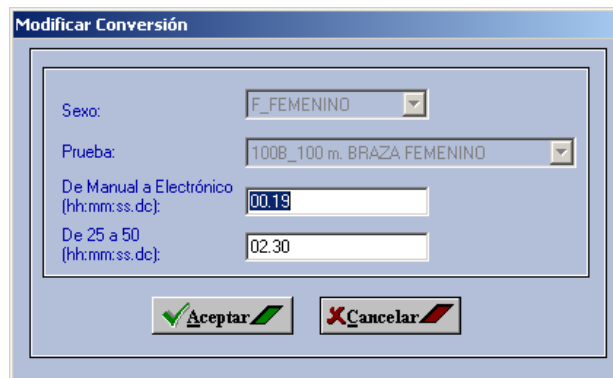 Modificar Conversión
Sexo:
F_FEMENINO
Prueba:
100B_100 m. BRAZA FEMENINO
De Manual a Electrónico
(hh:mm:ss.dc):
00.19
De 25 a 50
(hh:mm:ss.dc):
02.30
Aceptar
Cancelar